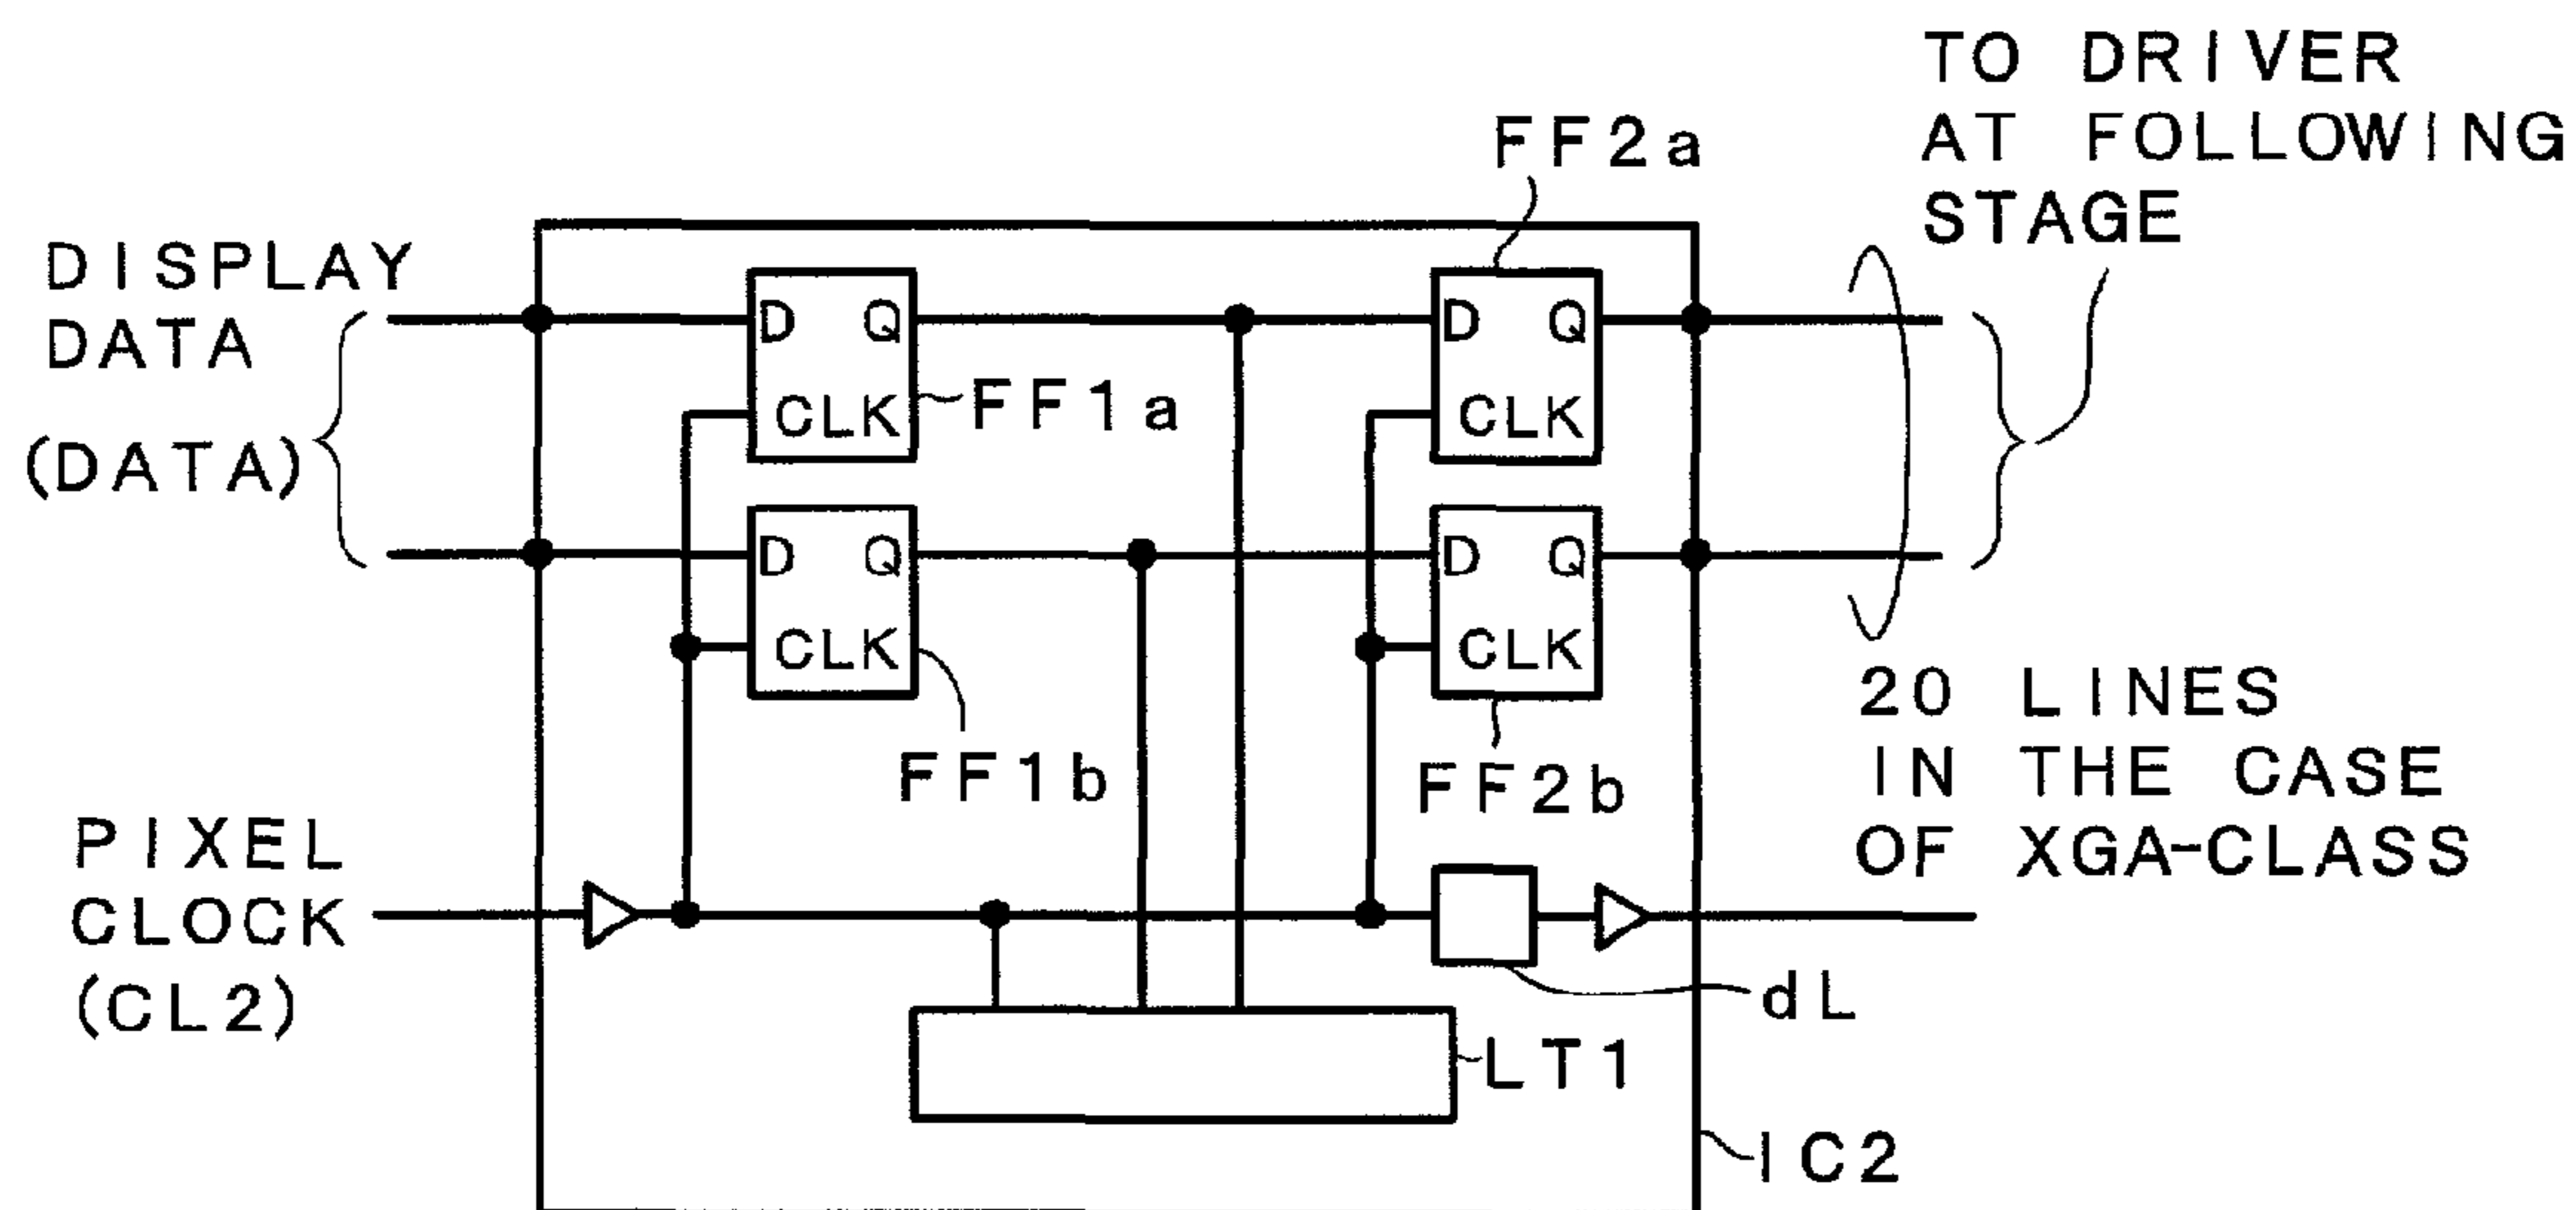 TO DRIVER
AT FOLLOWING
STAGE
FF2a
DISPLAY
DATA
(DATA)
D Q
CLK
FF1a
D Q
CLK
D Q
CLK
FF1b
D Q
CLK
FF2b
20 LINES
IN THE CASE
OF XGA-CLASS
PIXEL
CLOCK
(CL2)
dL
LT1
IC2